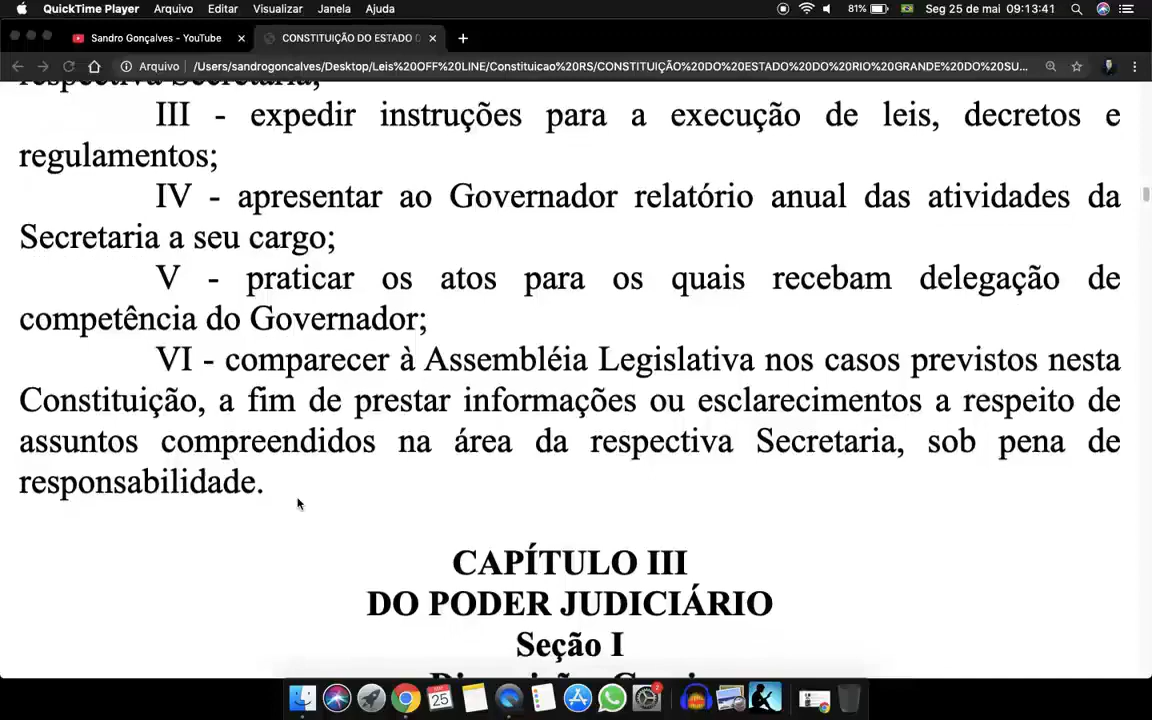 QuickTime Player Arquivo Editar Visualizar Janela Ajuda 81% Seg 25 de mai 09:13:41
Sandro Gonçalves - YouTube CONSTITUIÇÃO DO ESTADO
Arquivo /Users/sandrogoncalves/Desktop/Leis%20OFF%20LINE/Constituicao%20RS/CONSTITUIÇÃO%20DO%20ESTADO%20DO%20RIO%20GRANDE%20DO%20SU...
respectiva Secretaria;
III - expedir instruções para a execução de leis, decretos e
regulamentos;
IV - apresentar ao Governador relatório anual das atividades da
Secretaria a seu cargo;
V - praticar os atos para os quais recebam delegação de
competência do Governador;
VI - comparecer à Assembléia Legislativa nos casos previstos nesta
Constituição, a fim de prestar informações ou esclarecimentos a respeito de
assuntos compreendidos na área da respectiva Secretaria, sob pena de
responsabilidade.
CAPÍTULO III
DO PODER JUDICIÁRIO
Seção I
25